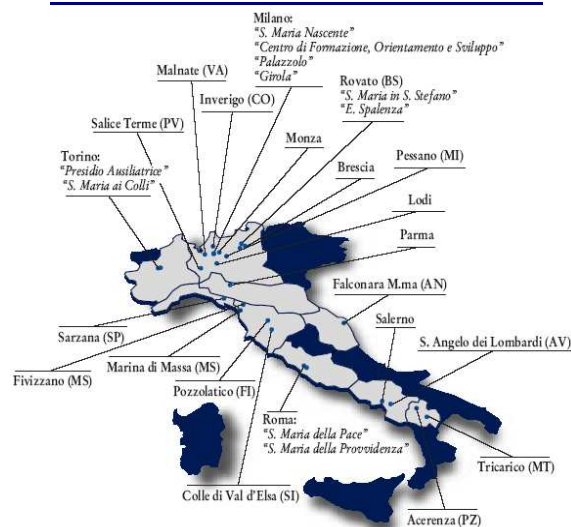 Milano:
“S. Maria Nascente”
“Centro di Formazione, Orientamento e Sviluppo”
“Palazzolo”
“Girola”
Malnate (VA)
Inverigo (CO)
Rovato (BS)
“S. Maria in S. Stefano”
“E. Spalenza”
Salice Terme (PV)
Monza
Pessano (MI)
Torino:
“Presidio Ausiliatrice”
“S. Maria ai Colli”
Brescia
Lodi
Parma
Falconara M.ma (AN)
Salerno
Sarzana (SP)
S. Angelo dei Lombardi (AV)
Marina di Massa (MS)
Fivizzano (MS)
Pozzolatico (FI)
Roma:
“S. Maria della Pace”
“S. Maria della Provvidenza”
Tricarico (MT)
Colle di Val d'Elsa (SI)
Acerenza (PZ)